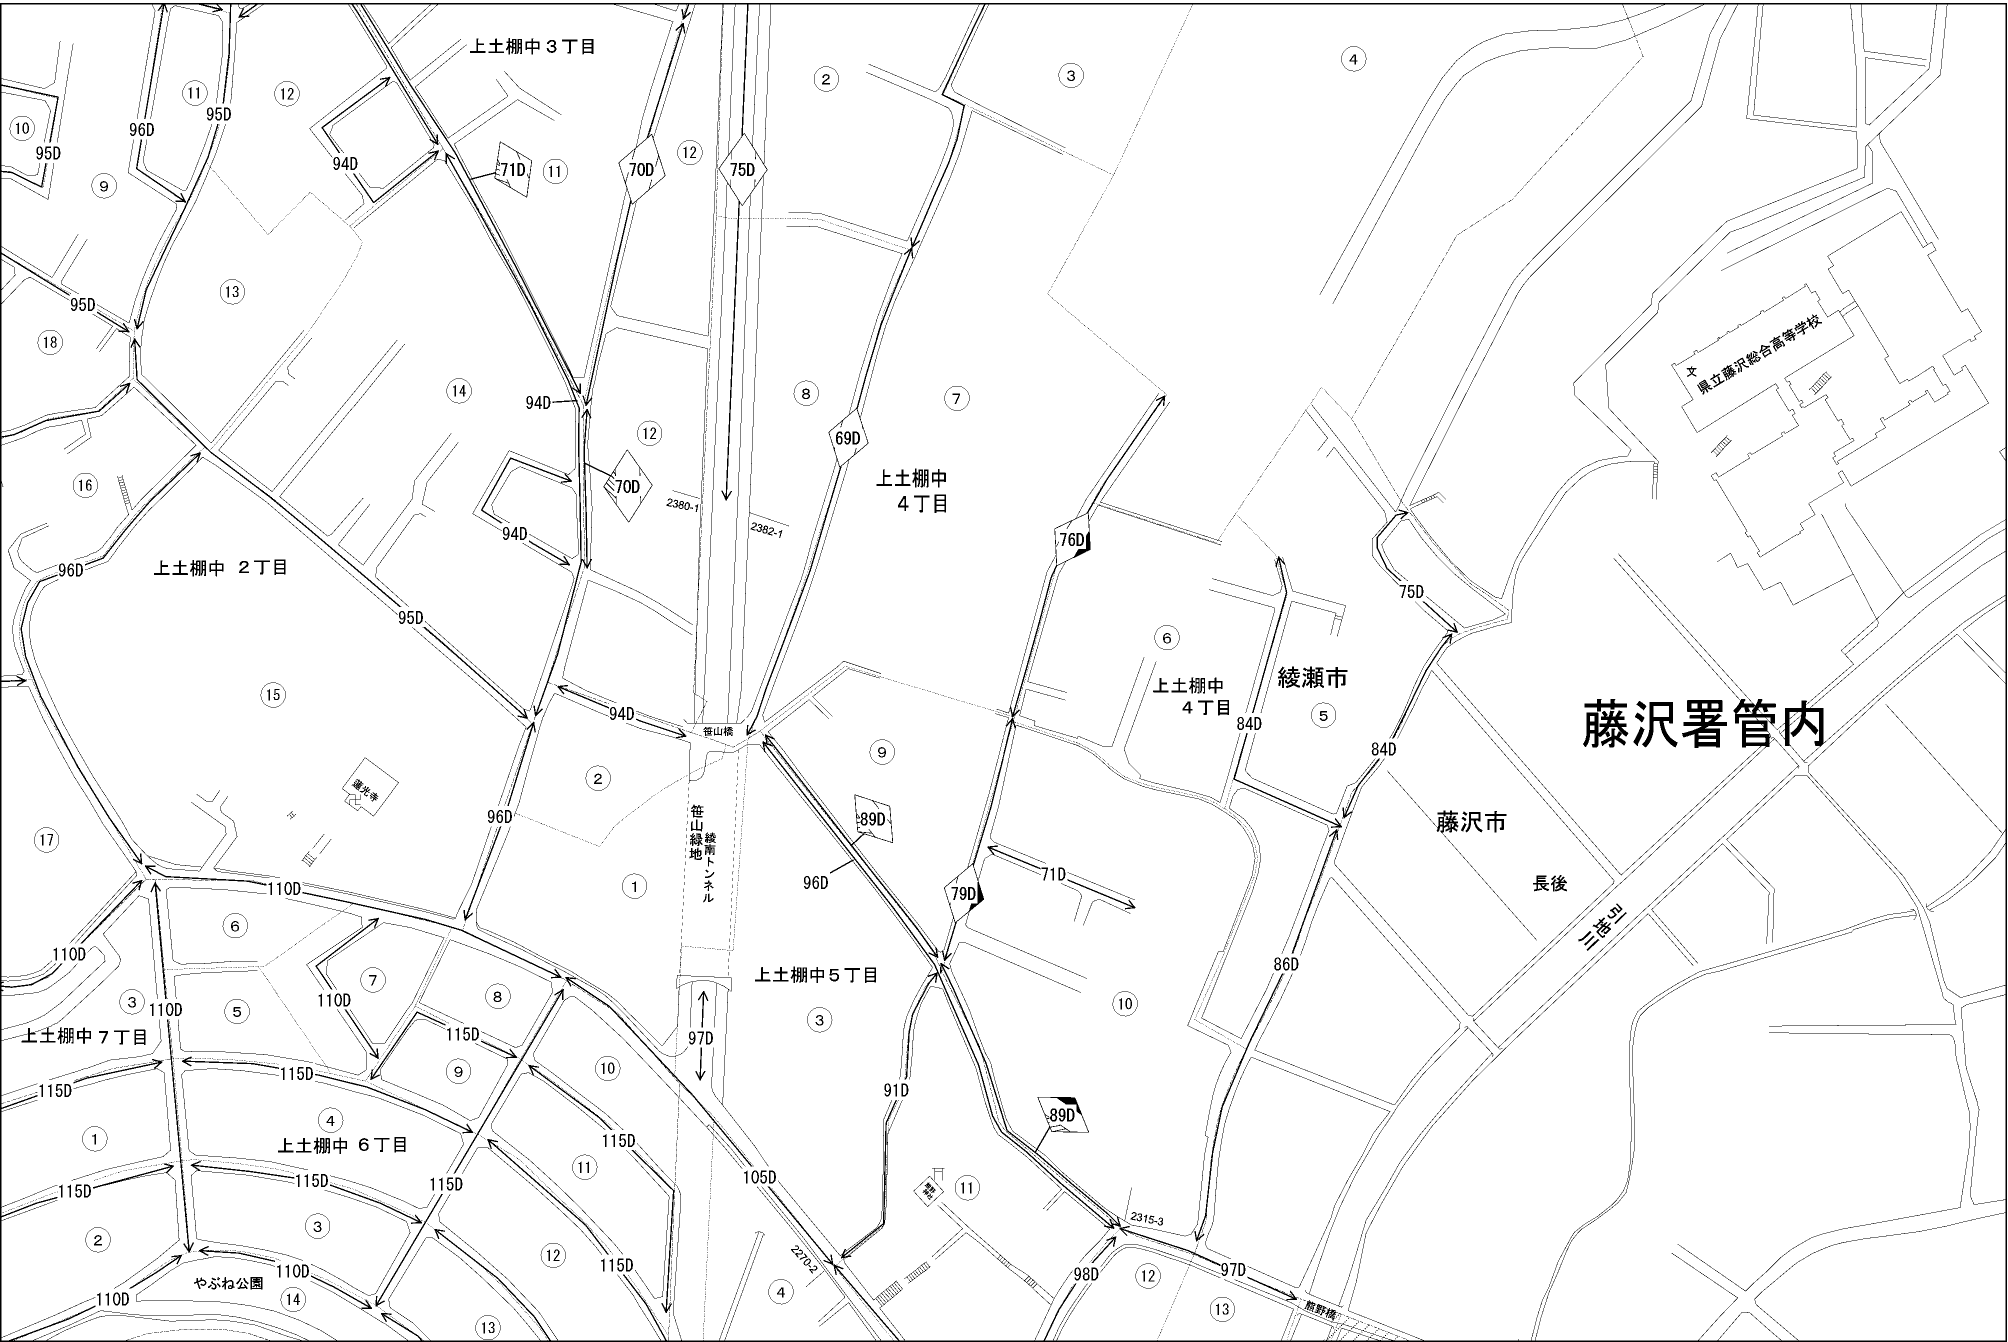 上土棚中３丁目
④
②
③
⑪
⑫
95D
96D
⑩
95D
⑫
94D
71D
⑪
70D
75D
⑨
⑬
95D
⑱
県立藤沢総合高等学校
⑭
⑧
⑦
94D
⑫
69D
上土棚中
４丁目
⑯
70D
2380-1
2382-1
94D
76D
96D
上土棚中 ２丁目
75D
95D
⑥
綾瀬市
上土棚中
４丁目
⑮
94D
笹山橋
84D
⑤
藤沢署管内
84D
⑨
②
蓮光寺
96D
89D
藤沢市
⑰
笹山緑地
綾南トンネル
71D
96D
110D
①
79D
長後
⑥
引地川
110D
86D
上土棚中５丁目
⑦
⑧
110D
③
110D
⑤
③
⑩
上土棚中７丁目
115D
97D
⑨
⑩
115D
115D
91D
④
89D
①
上土棚中６丁目
115D
⑪
105D
115D
115D
115D
熊野神社
⑪
③
2315-3
②
⑫
115D
2270-2
110D
98D
⑫
97D
やぶね公園
110D
⑭
④
⑬
熊野橋
⑬